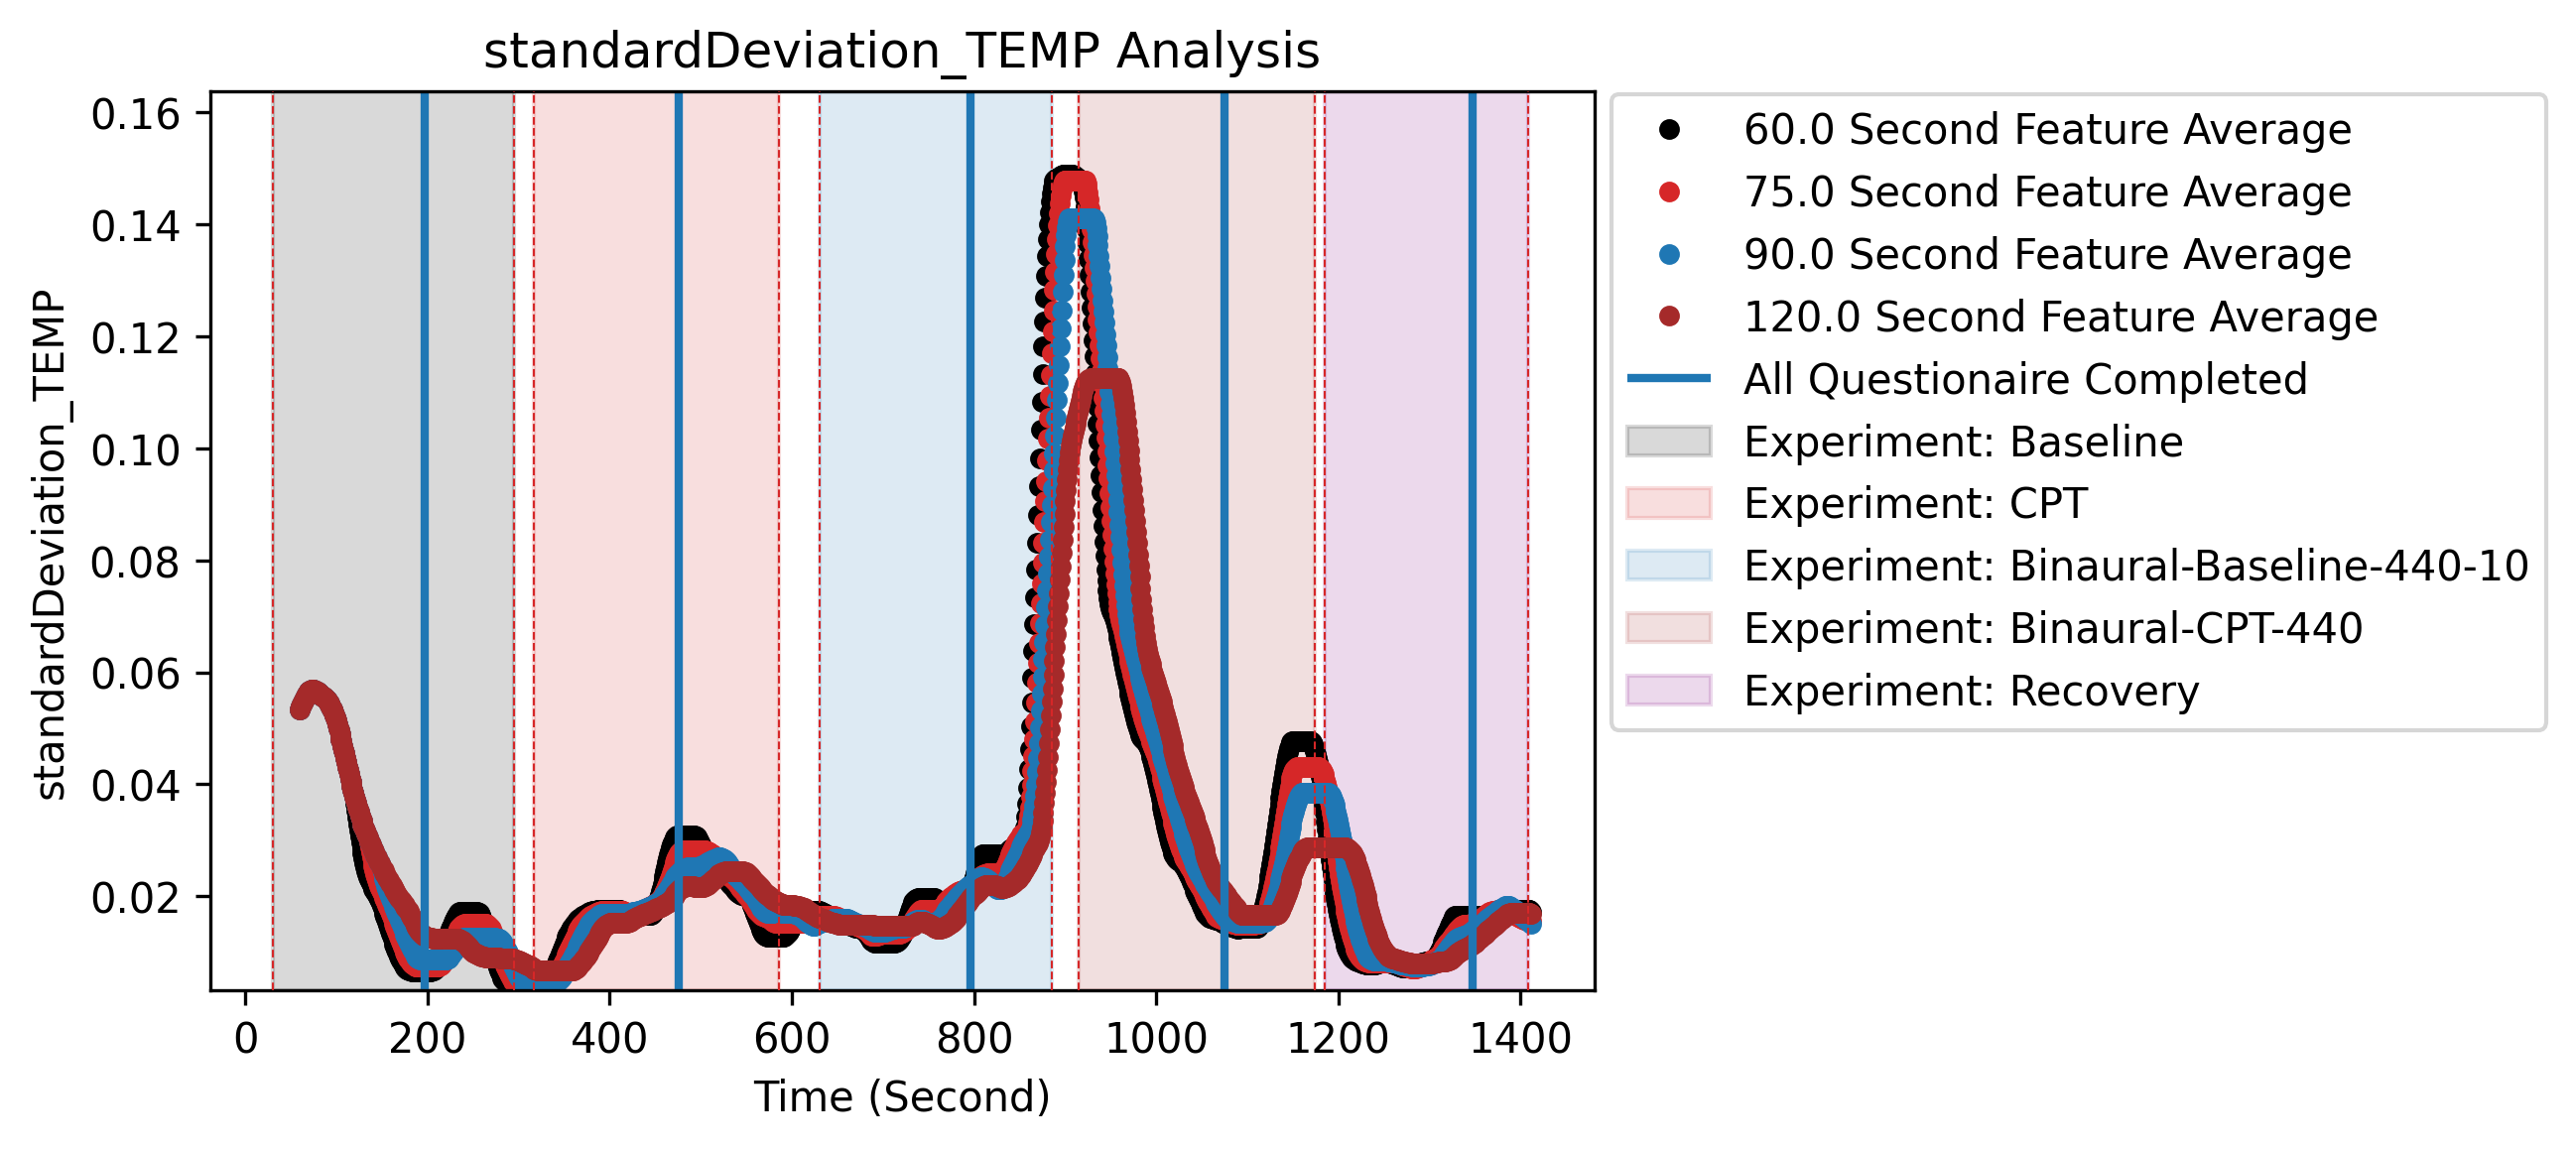 standardDeviation_TEMP Analysis
0.16
0.14
0.12
0.10
0.08
0.06
0.04
0.02
standardDeviation_TEMP
0 200 400 600 800 1000 1200 1400
Time (Second)
60.0 Second Feature Average
75.0 Second Feature Average
90.0 Second Feature Average
120.0 Second Feature Average
All Questionaire Completed
Experiment: Baseline
Experiment: CPT
Experiment: Binaural-Baseline-440-10
Experiment: Binaural-CPT-440
Experiment: Recovery